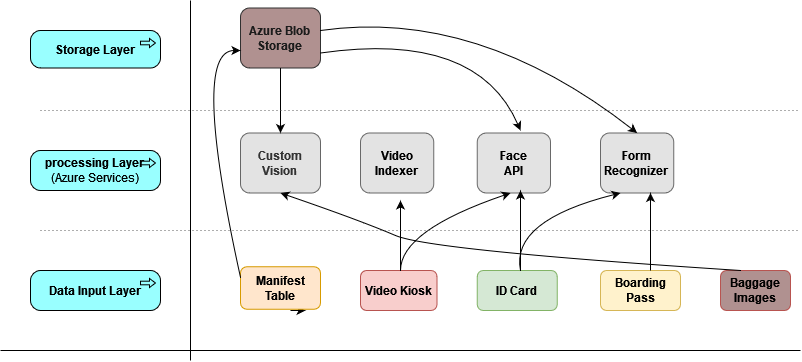 Storage Layer
Azure Blob
Storage
processing Layer
(Azure Services)
Custom
Vision
Video
Indexer
Face
API
Form
Recognizer
Data Input Layer
Manifest
Table
Video Kiosk
ID Card
Boarding
Pass
Baggage
Images